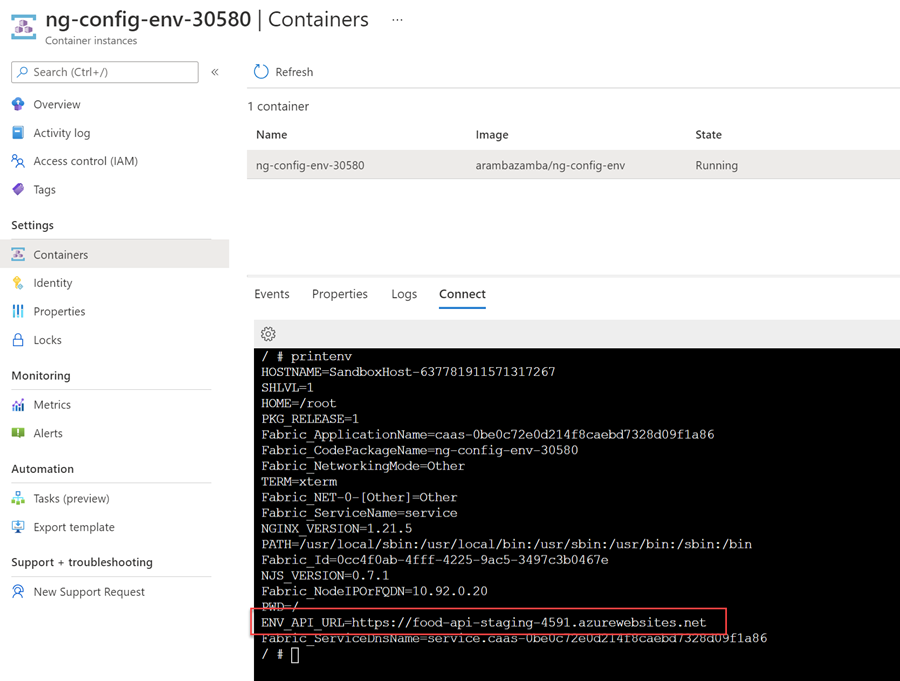 ng-config-env-30580 | Containers ...
Container instances
Search (Ctrl+/)
«
Refresh
Overview
Activity log
Access control (IAM)
Tags
Settings
Containers
Identity
Properties
Locks
Monitoring
Metrics
Alerts
Automation
Tasks (preview)
Export template
Support + troubleshooting
New Support Request
1 container
Name Image State
ng-config-env-30580 arambazamba/ng-config-env Running
Events Properties Logs Connect
/ # printenv
HOSTNAME=SandboxHost-637781911571317267
SHLVL=1
HOME=/root
PKG_RELEASE=1
Fabric_ApplicationName=caas-0be0c72e0d214f8caebd7328d09f1a86
Fabric_CodePackageName=ng-config-env-30580
Fabric_NetworkingMode=Other
TERM=xterm
Fabric_NET-0-[Other]=Other
Fabric_ServiceName=service
NGINX_VERSION=1.21.5
PATH=/usr/local/sbin:/usr/local/bin:/usr/sbin:/usr/bin:/sbin:/bin
Fabric_Id=0cc4f0ab-4fff-4225-9ac5-3497c3b0467e
NJS_VERSION=0.7.1
Fabric_NodeIPOrFQDN=10.92.0.20
PWD=/
ENV_API_URL=https://food-api-staging-4591.azurewebsites.net
Fabric_ServiceDnsName=service.caas-0be0c72e0d214f8caebd7328d09f1a86
/ #